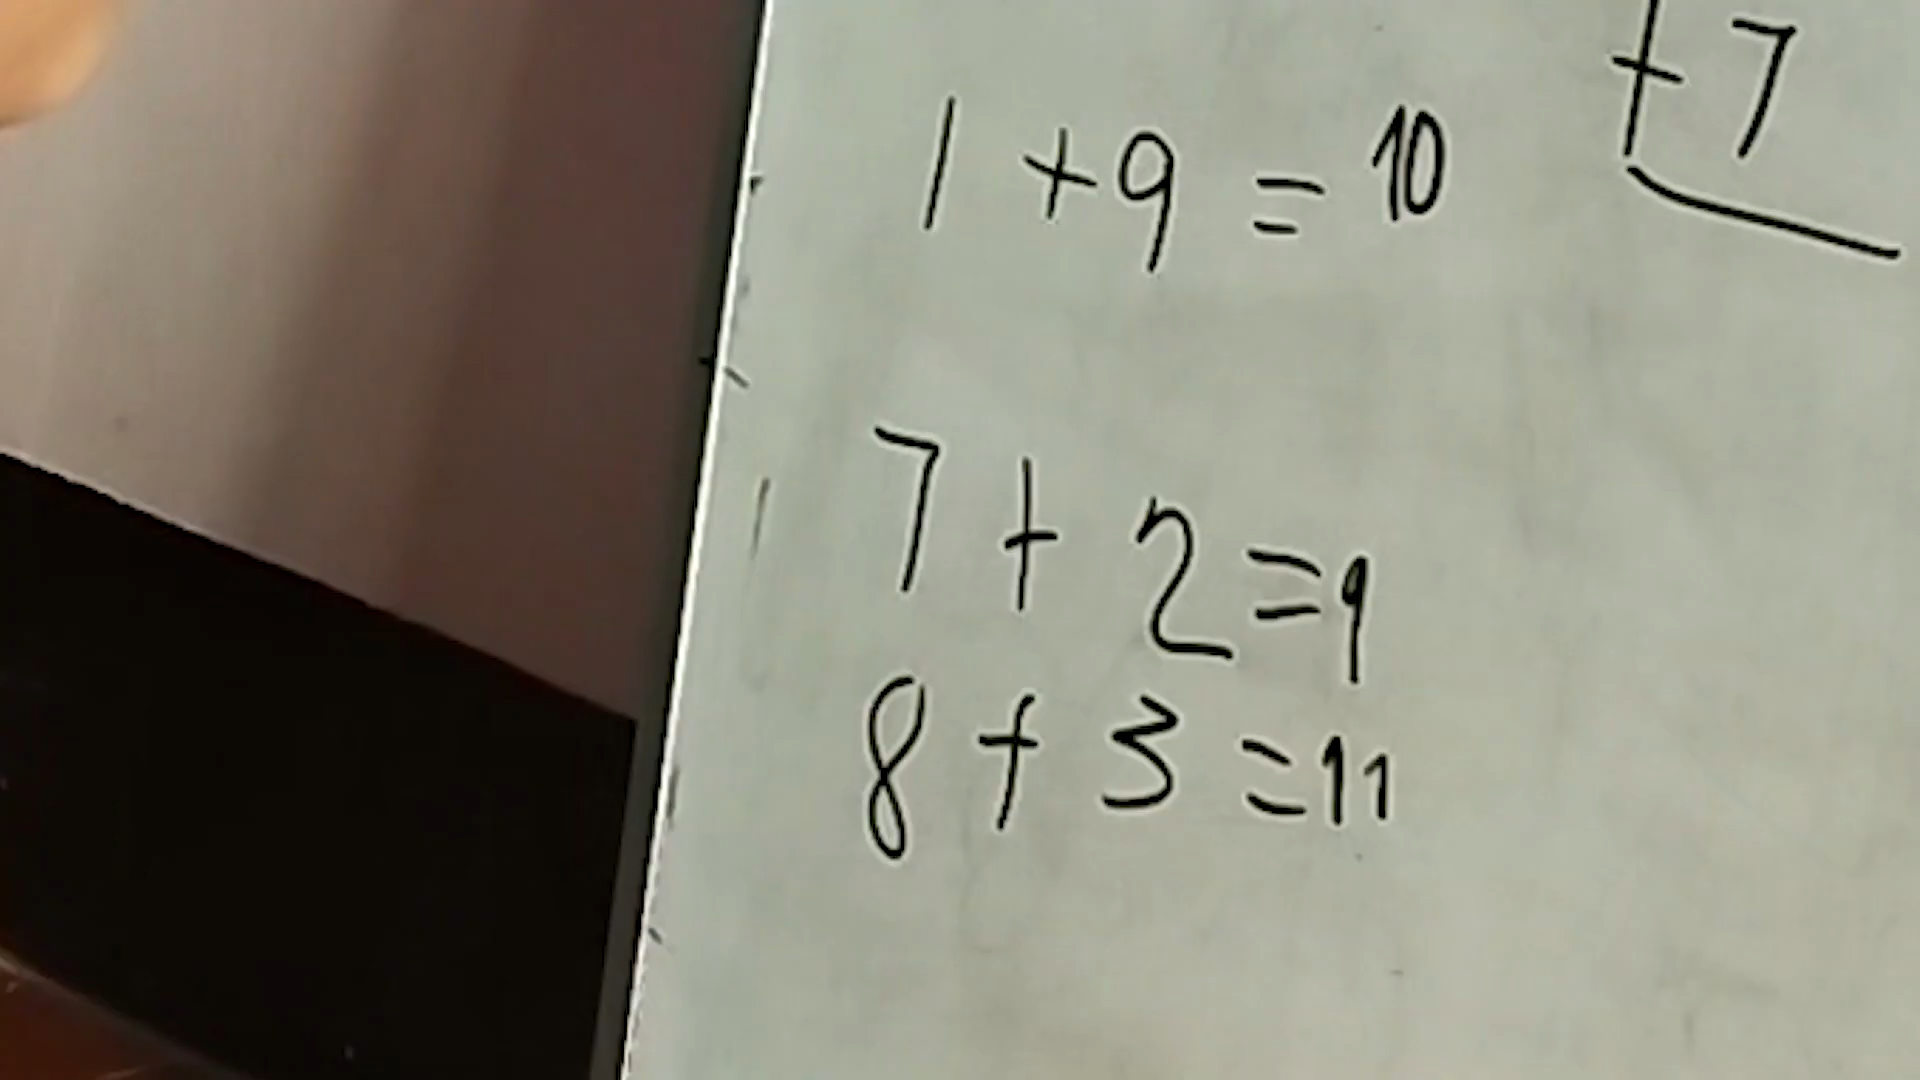 + 7
1 + 9 = 10
7 + 2 = 9
8 + 3 = 11